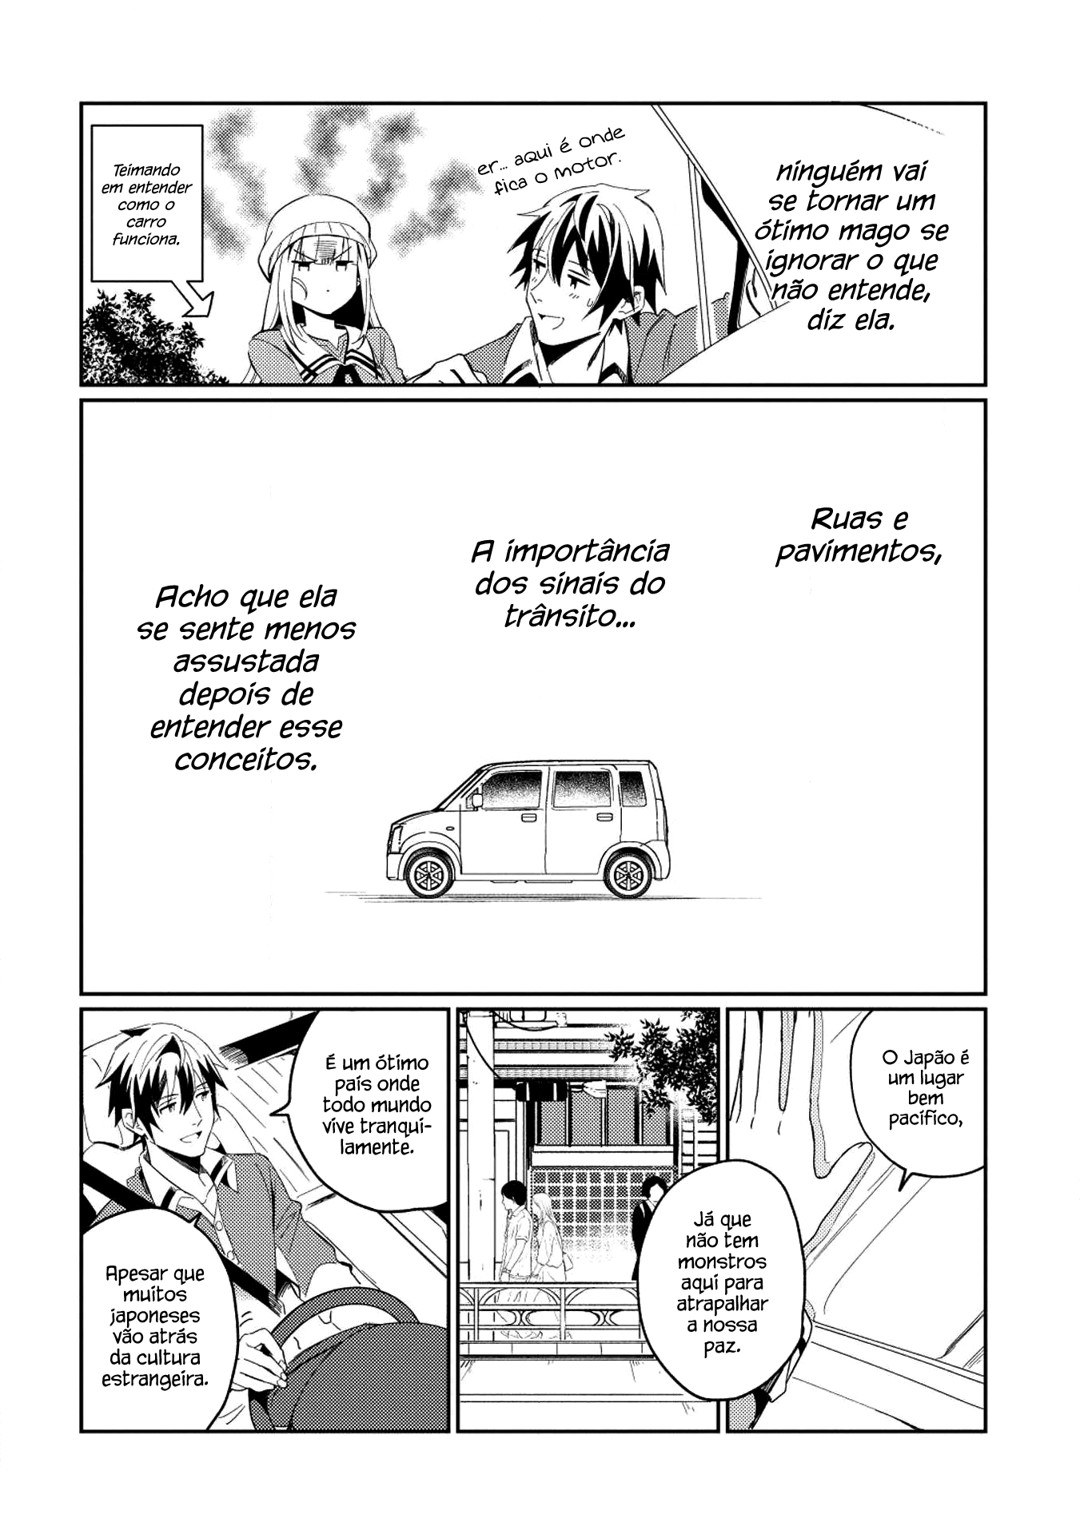 ninguém vai
se tornar um
ótimo mago se
ignorar o que
não entende,
diz ela.
er... aqui é onde
fica o motor.
Teimando
em entender
como o
carro
funciona.
Ruas e
pavimentos,
A importância
dos sinais do
trânsito...
Acho que ela
se sente menos
assustada
depois de
entender esse
conceitos.
O Japão é
um lugar
bem
pacífico,
Já que
não tem
monstros
aqui para
atrapalhar
a nossa
paz.
É um ótimo
país onde
todo mundo
vive tranqui-
lamente.
Apesar que
muitos
japoneses
vão atrás
da cultura
estrangeira.